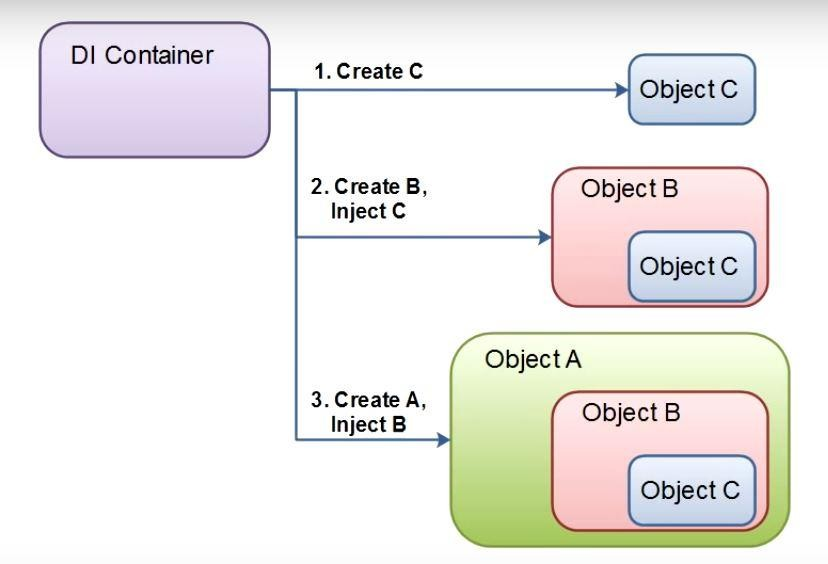 DI Container
1. Create C
Object C
2. Create B,
Inject C
Object B
Object C
3. Create A,
Inject B
Object A
Object B
Object C